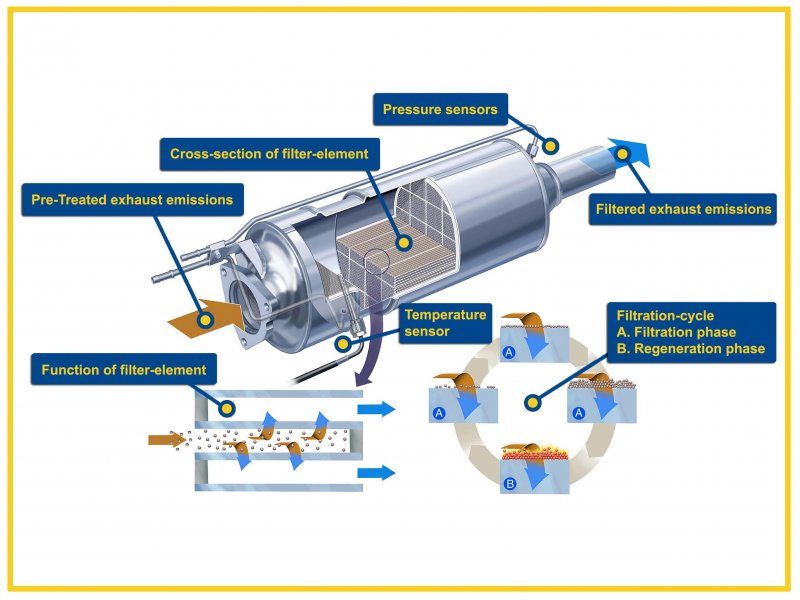 Pressure sensors
Cross-section of filter-element
Pre-Treated exhaust emissions
Filtered exhaust emissions
Temperature
sensor
Filtration-cycle
A. Filtration phase
B. Regeneration phase
Function of filter-element
A
A
A
B